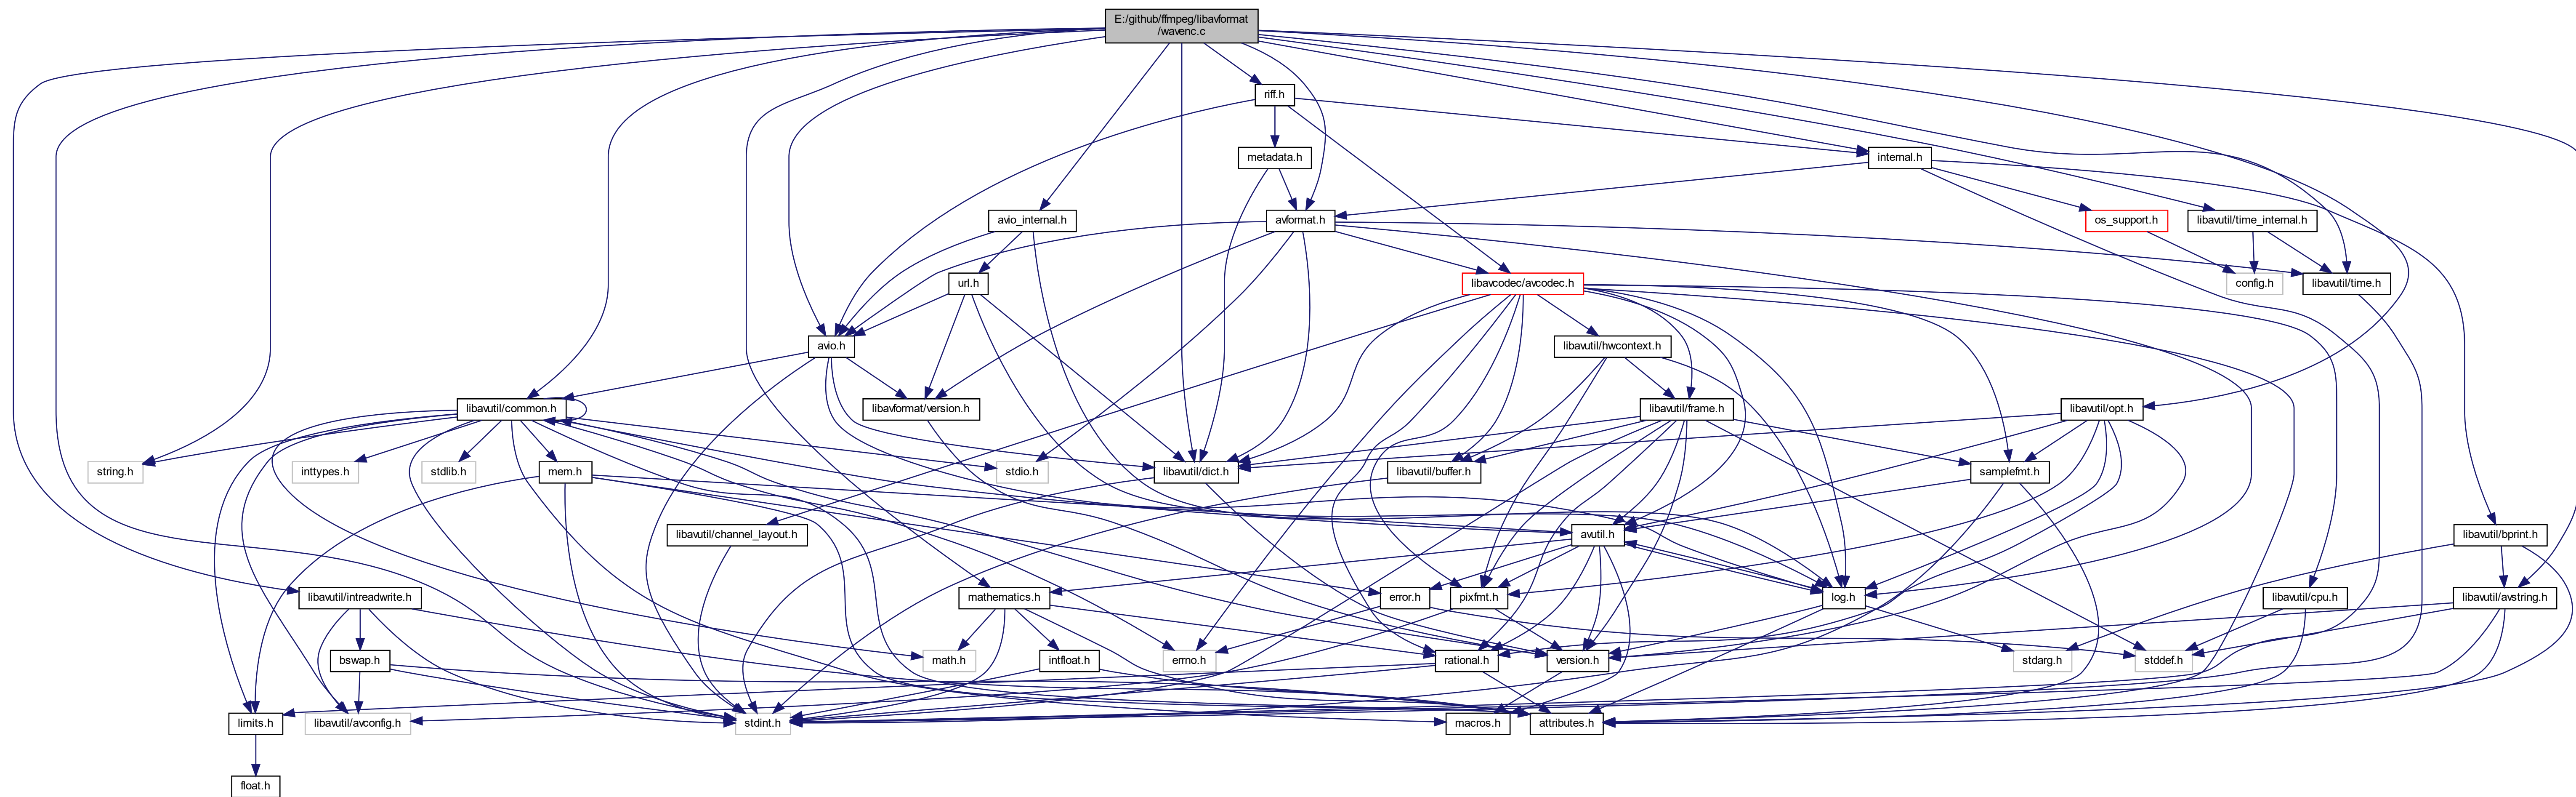 E:/github/ffmpeg/libavformat
/wavenc.c
riff.h
metadata.h
internal.h
avio_internal.h
avformat.h
os_support.h
libavutil/time_internal.h
url.h
libavcodec/avcodec.h
config.h
libavutil/time.h
avio.h
libavutil/hwcontext.h
libavutil/common.h
libavformat/version.h
libavutil/frame.h
libavutil/opt.h
string.h
inttypes.h
stdlib.h
mem.h
stdio.h
libavutil/dict.h
libavutil/buffer.h
samplefmt.h
libavutil/channel_layout.h
avutil.h
libavutil/bprint.h
libavutil/intreadwrite.h
mathematics.h
error.h
pixfmt.h
log.h
libavutil/cpu.h
libavutil/avstring.h
bswap.h
math.h
intfloat.h
errno.h
rational.h
version.h
stdarg.h
stddef.h
limits.h
libavutil/avconfig.h
stdint.h
macros.h
attributes.h
float.h